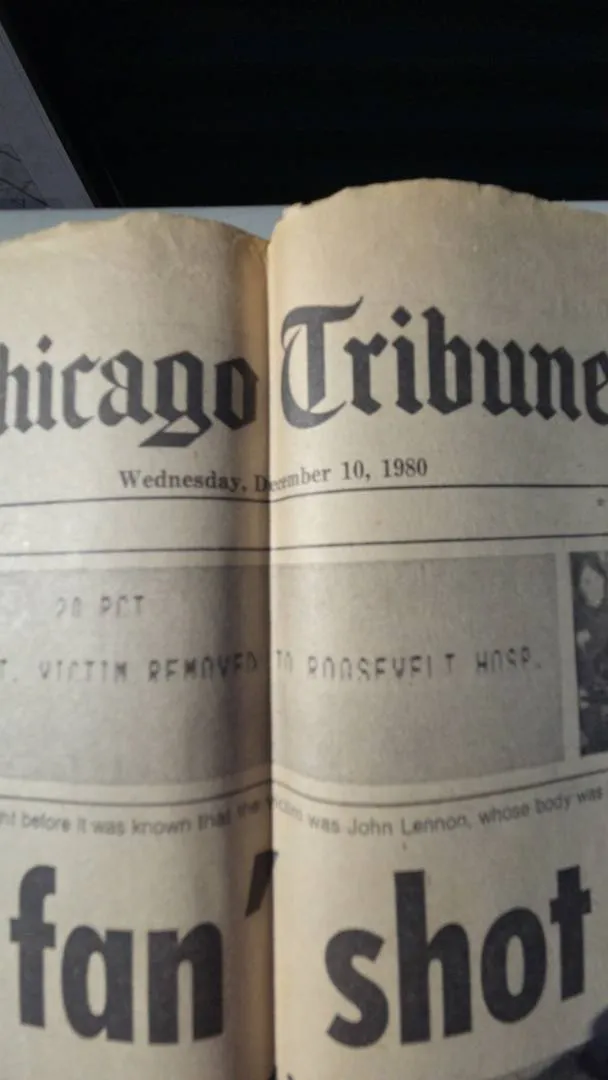 hicago Tribune
Wednesday, December 10, 1980
20 PCT
T. VICTIM REMOVED TO ROOSEVELT HOSP.
ht before it was known that the victim was John Lennon, whose body was
fan' shot